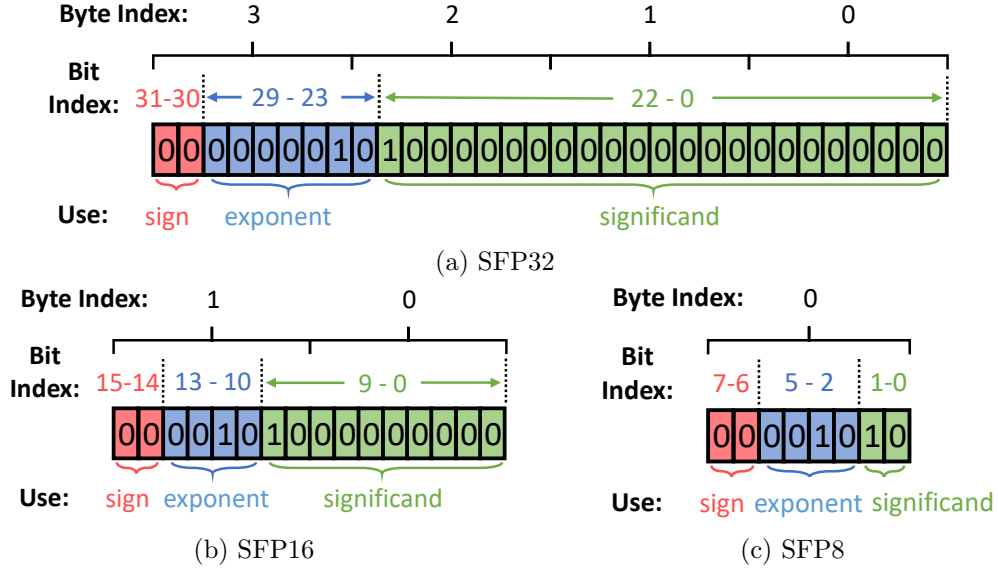 Byte Index: 3 2 1 0
Bit Index: 31-30 29 - 23 22 - 0
00000001010000000000000000000000
Use: sign exponent significand
(a) SFP32
Byte Index: 1 0
Bit Index: 15-14 13 - 10 9 - 0
0000101000000000
Use: sign exponent significand
(b) SFP16
Byte Index: 0
Bit Index: 7-6 5 - 2 1-0
00001010
Use: sign exponent significand
(c) SFP8